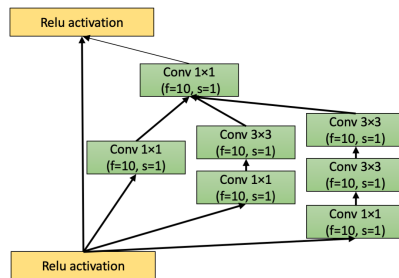 Relu activation
Conv 1×1
(f=10, s=1)
Conv 1×1
(f=10, s=1)
Conv 3×3
(f=10, s=1)
Conv 1×1
(f=10, s=1)
Conv 3×3
(f=10, s=1)
Conv 3×3
(f=10, s=1)
Conv 1×1
(f=10, s=1)
Relu activation